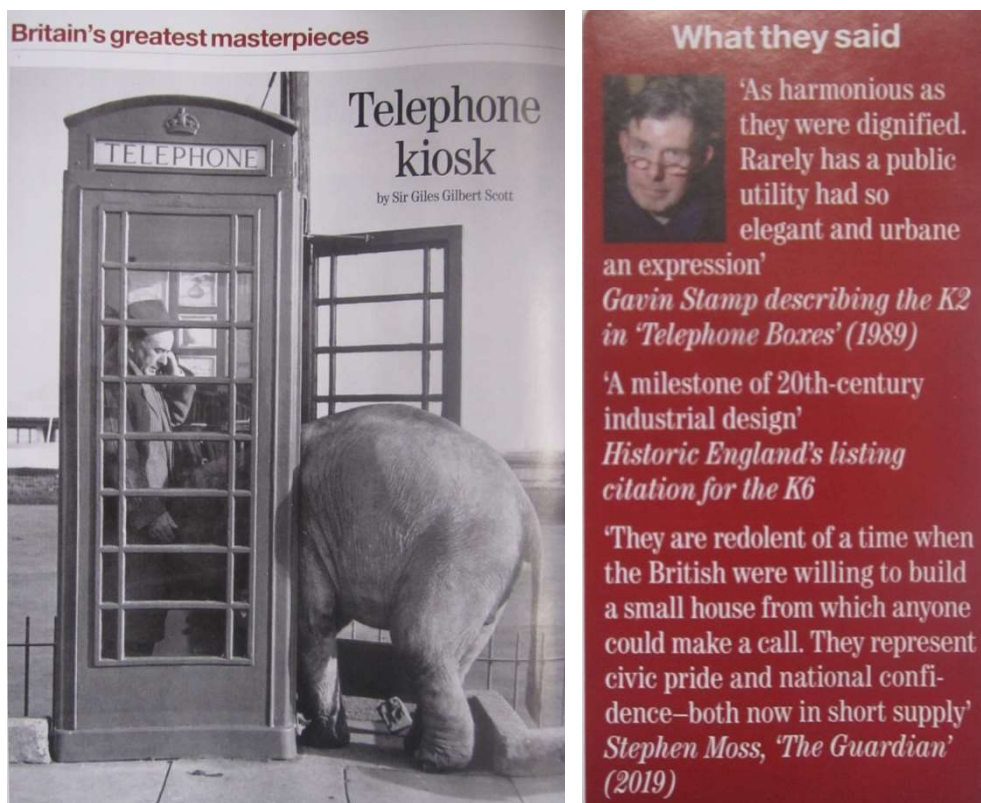 Britain's greatest masterpieces
Telephone
kiosk
by Sir Giles Gilbert Scott
TELEPHONE
What they said
‘As harmonious as
they were dignified.
Rarely has a public
utility had so
elegant and urbane
an expression’
Gavin Stamp describing the K2
in ‘Telephone Boxes’ (1989)
‘A milestone of 20th-century
industrial design’
Historic England's listing
citation for the K6
‘They are redolent of a time when
the British were willing to build
a small house from which anyone
could make a call. They represent
civic pride and national confi-
dence–both now in short supply’
Stephen Moss, ‘The Guardian’
(2019)